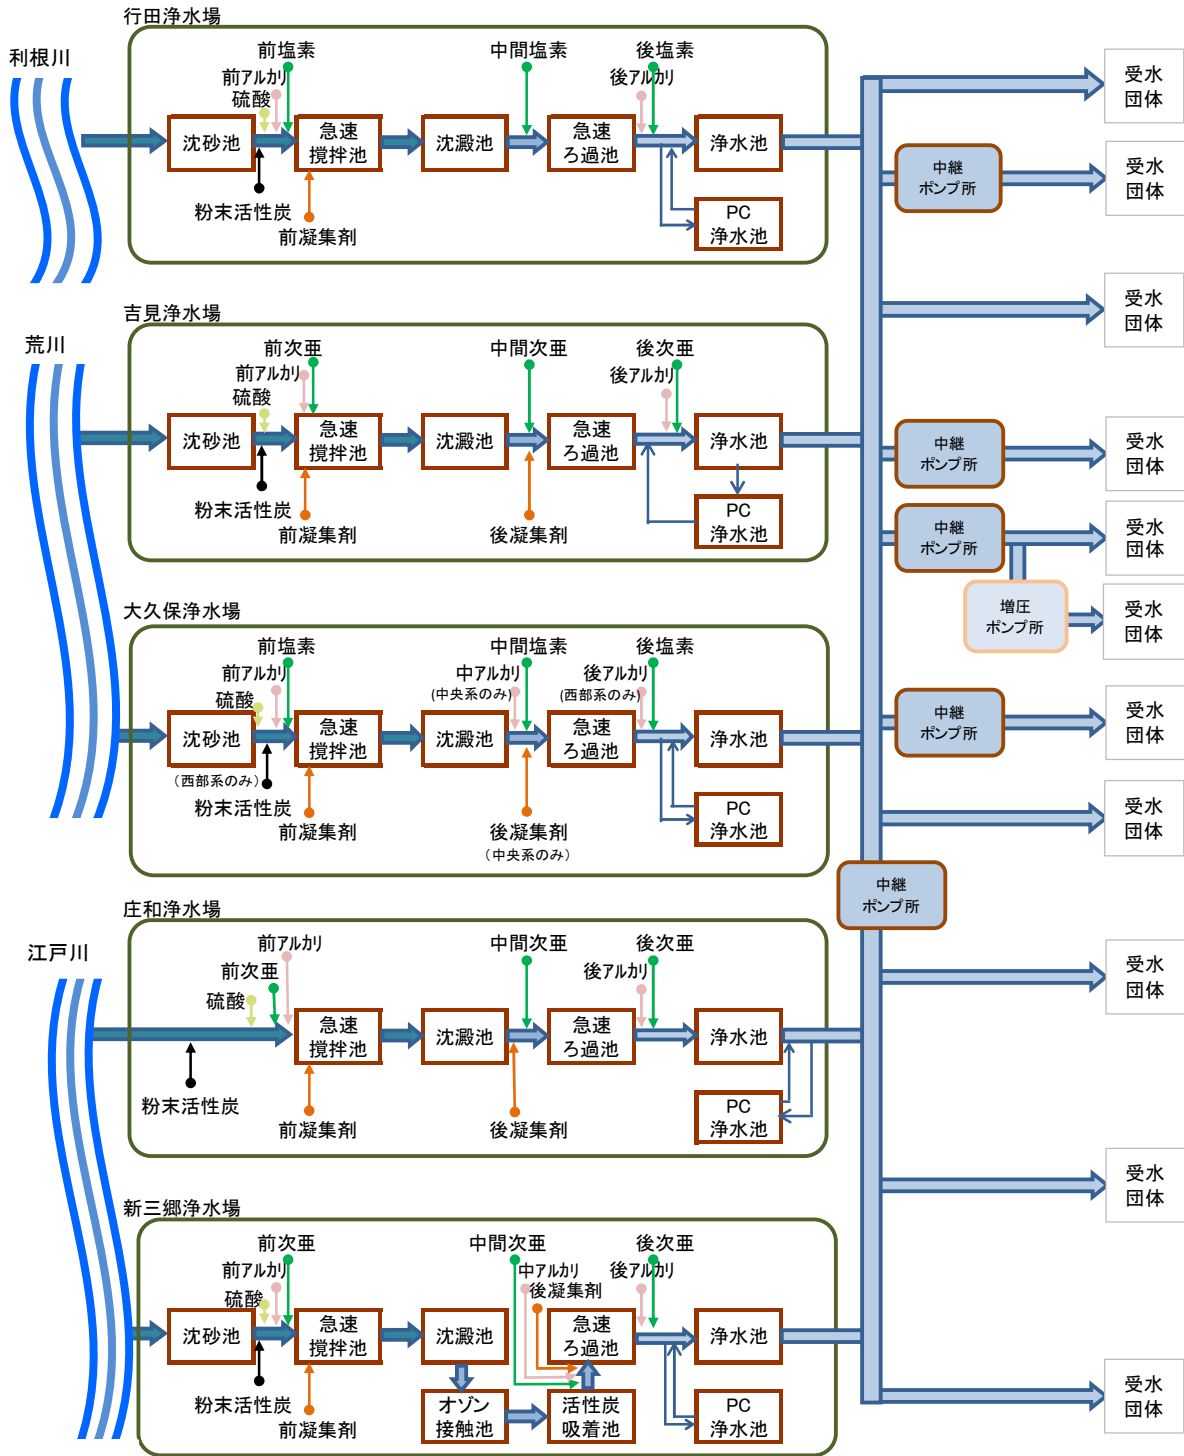 行田浄水場
利根川
前塩素
中間塩素
後塩素
前アルカリ
後アルカリ
硫酸
沈砂池
急速
攪拌池
沈澱池
急速
ろ過池
浄水池
粉末活性炭
前凝集剤
PC
浄水池
受水
団体
中継
ポンプ所
受水
団体
受水
団体
吉見浄水場
荒川
前次亜
中間次亜
後次亜
前アルカリ
後アルカリ
硫酸
沈砂池
急速
攪拌池
沈澱池
急速
ろ過池
浄水池
粉末活性炭
前凝集剤
後凝集剤
PC
浄水池
中継
ポンプ所
受水
団体
中継
ポンプ所
受水
団体
増圧
ポンプ所
受水
団体
大久保浄水場
前塩素
中間塩素
後塩素
前アルカリ
中アルカリ
(中央系のみ)
後アルカリ
(西部系のみ)
硫酸
沈砂池
急速
攪拌池
沈澱池
急速
ろ過池
浄水池
（西部系のみ）
粉末活性炭
前凝集剤
後凝集剤
（中央系のみ）
PC
浄水池
中継
ポンプ所
受水
団体
受水
団体
中継
ポンプ所
庄和浄水場
江戸川
前アルカリ
中間次亜
後次亜
前次亜
後アルカリ
硫酸
急速
攪拌池
沈澱池
急速
ろ過池
浄水池
粉末活性炭
前凝集剤
後凝集剤
PC
浄水池
受水
団体
受水
団体
新三郷浄水場
前次亜
中間次亜
後次亜
前アルカリ
中アルカリ
後アルカリ
後凝集剤
硫酸
沈砂池
急速
攪拌池
沈澱池
急速
ろ過池
浄水池
粉末活性炭
前凝集剤
オゾン
接触池
活性炭
吸着池
PC
浄水池
受水
団体